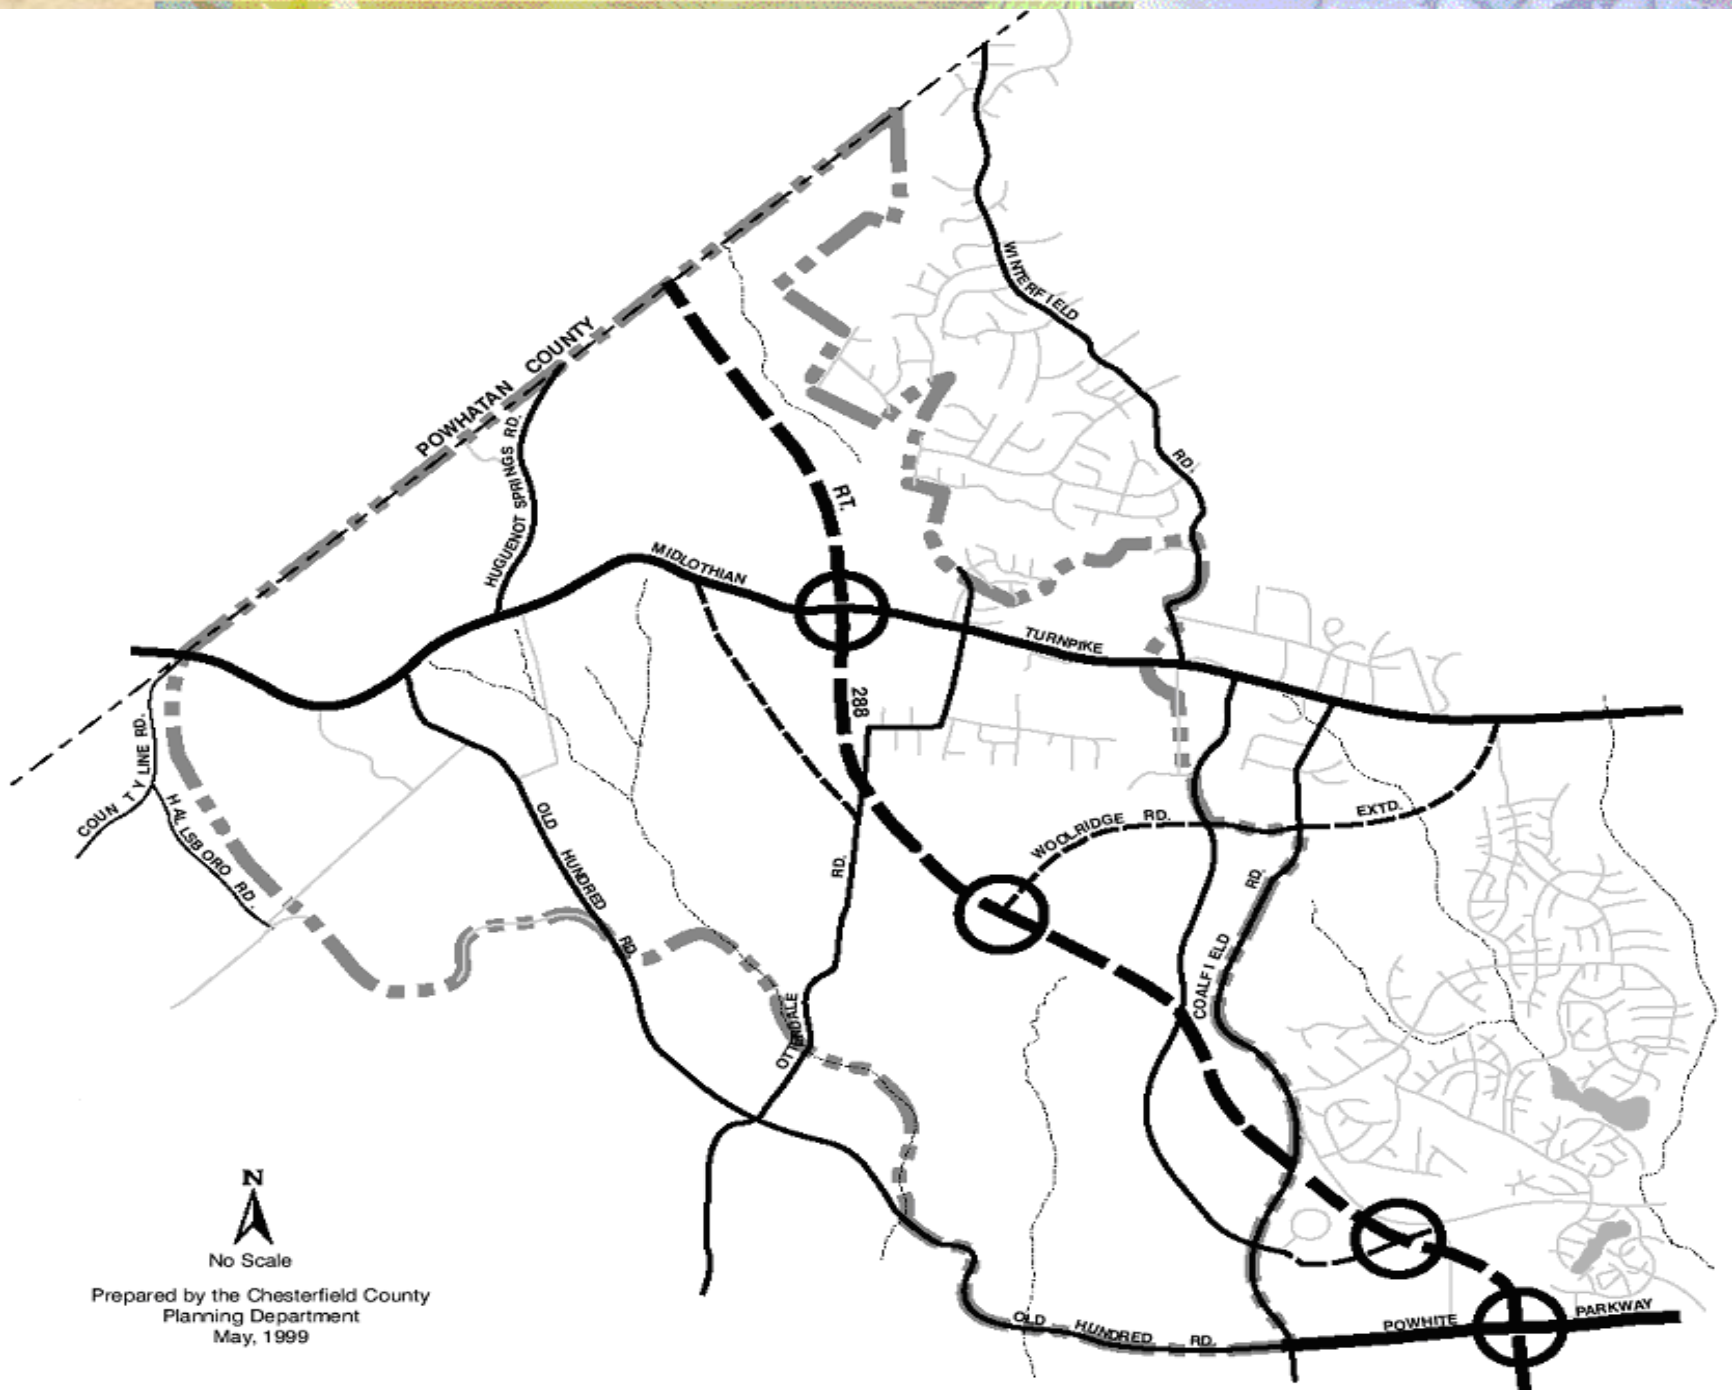 WINTERFIELD
RD.
POWHATAN COUNTY
HUGUENOT SPRINGS RD.
RT.
288
MIDLOTHIAN
TURNPIKE
COUNTY LINE RD.
HALLSBORO RD.
OLD HUNDRED
RD.
WOOLRIDGE RD.
EXTD.
RD.
OTTERDALE
COALFIELD
RD.
N
No Scale
Prepared by the Chesterfield County
Planning Department
May, 1999
OLD HUNDRED RD.
POWHITE
PARKWAY